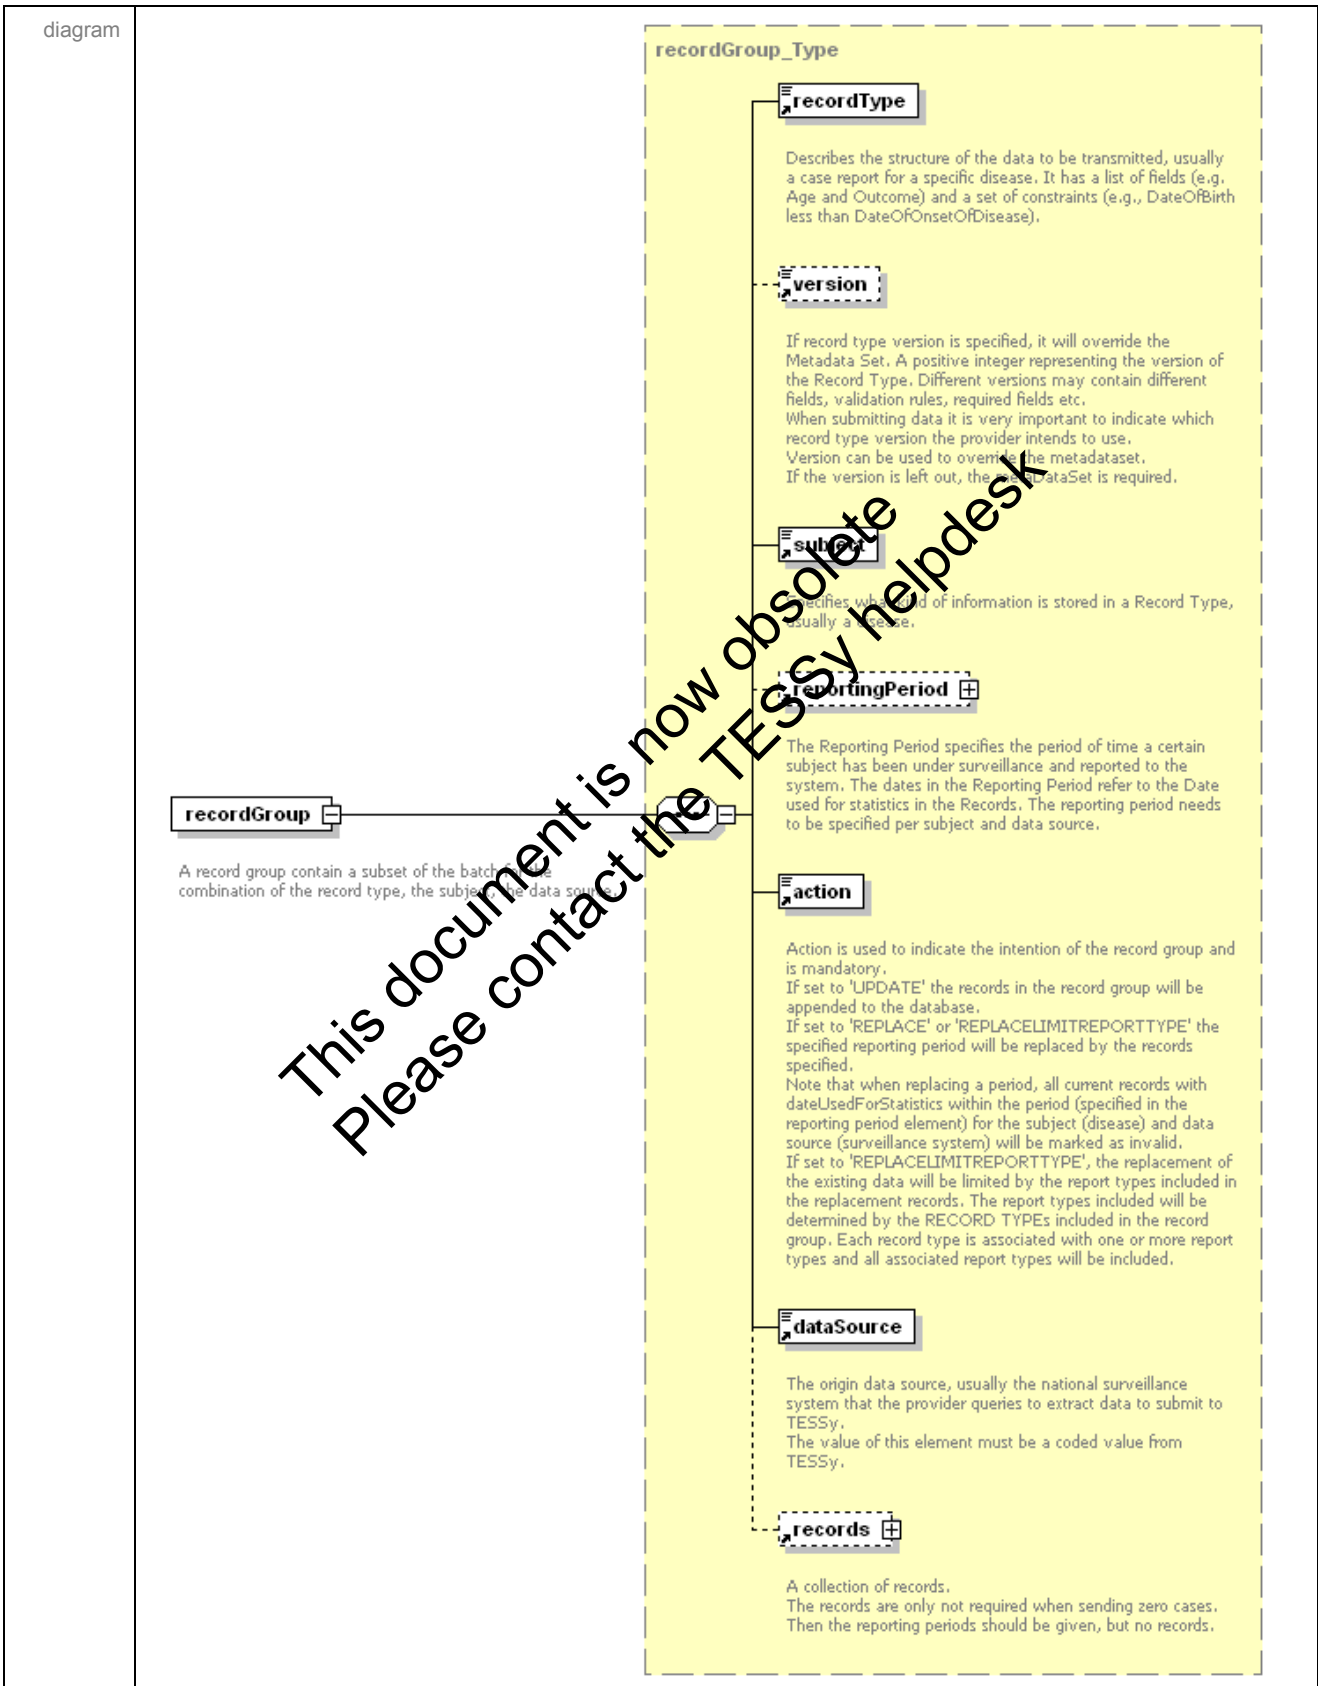 diagram
recordGroup_Type
recordType
Describes the structure of the data to be transmitted, usually
a case report for a specific disease. It has a list of fields (e.g.
Age and Outcome) and a set of constraints (e.g., DateOfBirth
less than DateOfOnsetOfDisease).
version
If record type version is specified, it will override the
Metadata Set. A positive integer representing the version of
the Record Type. Different versions may contain different
fields, validation rules, required fields etc.
When submitting data it is very important to indicate which
record type version the provider intends to use.
Version can be used to override the metadataset.
If the version is left out, the metaDataSet is required.
subject
Specifies what kind of information is stored in a Record Type,
usually a disease.
reportingPeriod
The Reporting Period specifies the period of time a certain
subject has been under surveillance and reported to the
system. The dates in the Reporting Period refer to the Date
used for statistics in the Records. The reporting period needs
to be specified per subject and data source.
recordGroup
A record group contain a subset of the batch for the
combination of the record type, the subject, the data source.
action
Action is used to indicate the intention of the record group and
is mandatory.
If set to 'UPDATE' the records in the record group will be
appended to the database.
If set to 'REPLACE' or 'REPLACELIMITREPORTTYPE' the
specified reporting period will be replaced by the records
specified.
Note that when replacing a period, all current records with
dateUsedForStatistics within the period (specified in the
reporting period element) for the subject (disease) and data
source (surveillance system) will be marked as invalid.
If set to 'REPLACELIMITREPORTTYPE', the replacement of
the existing data will be limited by the report types included in
the replacement records. The report types included will be
determined by the RECORD TYPEs included in the record
group. Each record type is associated with one or more report
types and all associated report types will be included.
dataSource
The origin data source, usually the national surveillance
system that the provider queries to extract data to submit to
TESSy.
The value of this element must be a coded value from
TESSy.
records
A collection of records.
The records are only not required when sending zero cases.
Then the reporting periods should be given, but no records.
This document is now obsolete
Please contact the TESSy helpdesk